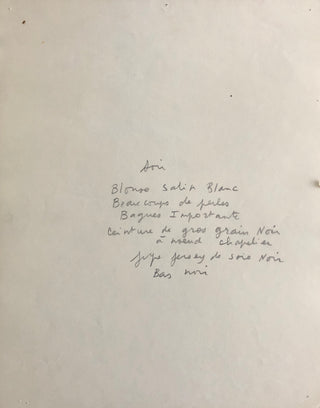 Soir
Blouse Satin Blanc
Beaucoups de perles
Bagues Importante
Ceinture de gros grain Noir
à noeud chapelier
Jupe jersey de soie Noir
Bas noir